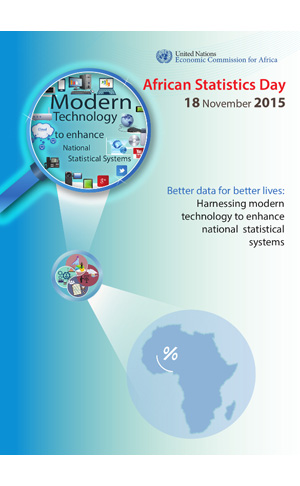 United Nations
Economic Commission for Africa
African Statistics Day
18 November 2015
Modern
Technology
to enhance
National
Statistical Systems
Better data for better lives:
Harnessing modern
technology to enhance
national statistical
systems
%